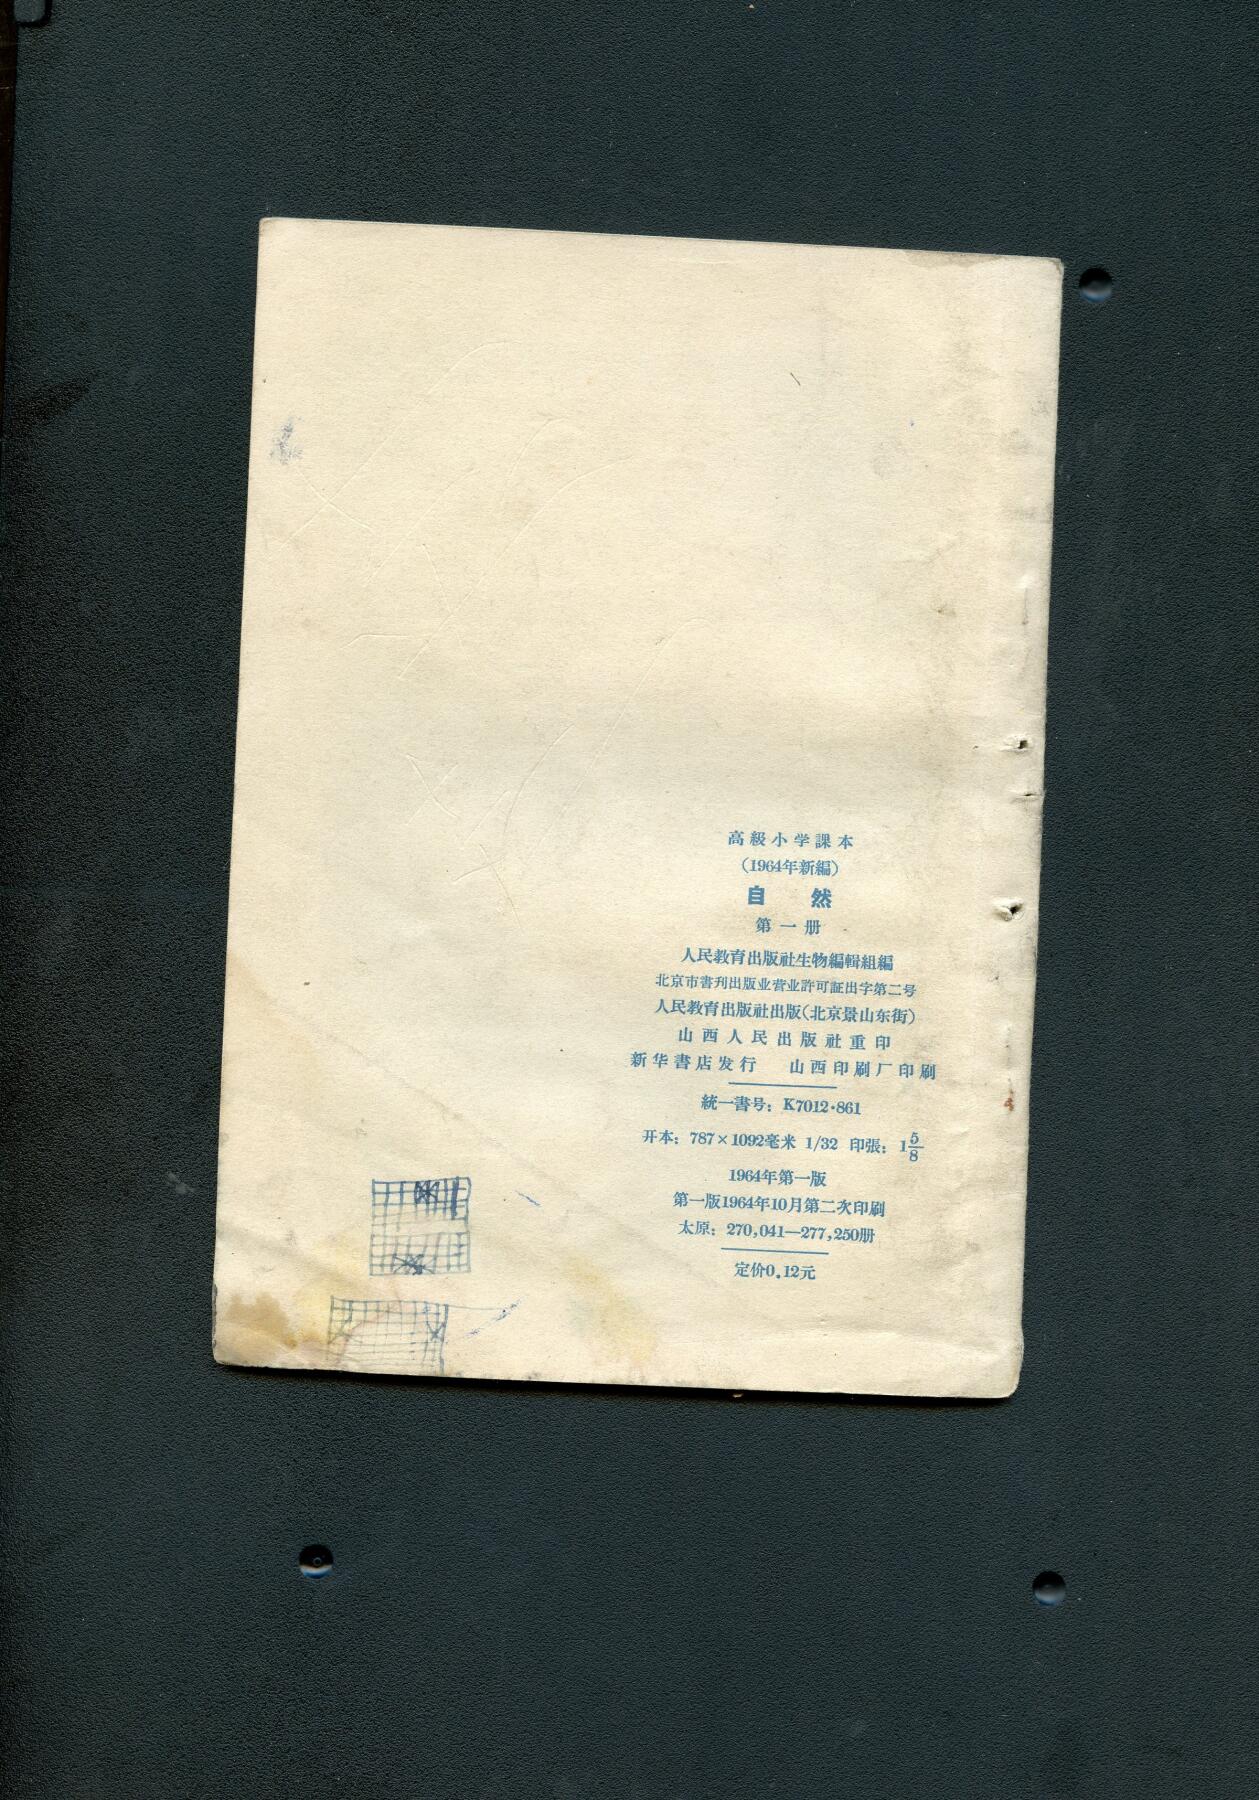 高級小学課本
（1964年新編）
自然
第一册
人民教育出版社生物編輯組編
北京市書刊出版业营业許可証出字第二号
人民教育出版社出版（北京景山东街）
山西人民出版社重印
新华書店发行 山西印刷厂印刷
統一書号：K7012·861
开本：787×1092毫米 1/32 印張：1 5/8
1964年第一版
第一版1964年10月第二次印刷
太原：270,041—277,250册
定价0.12元